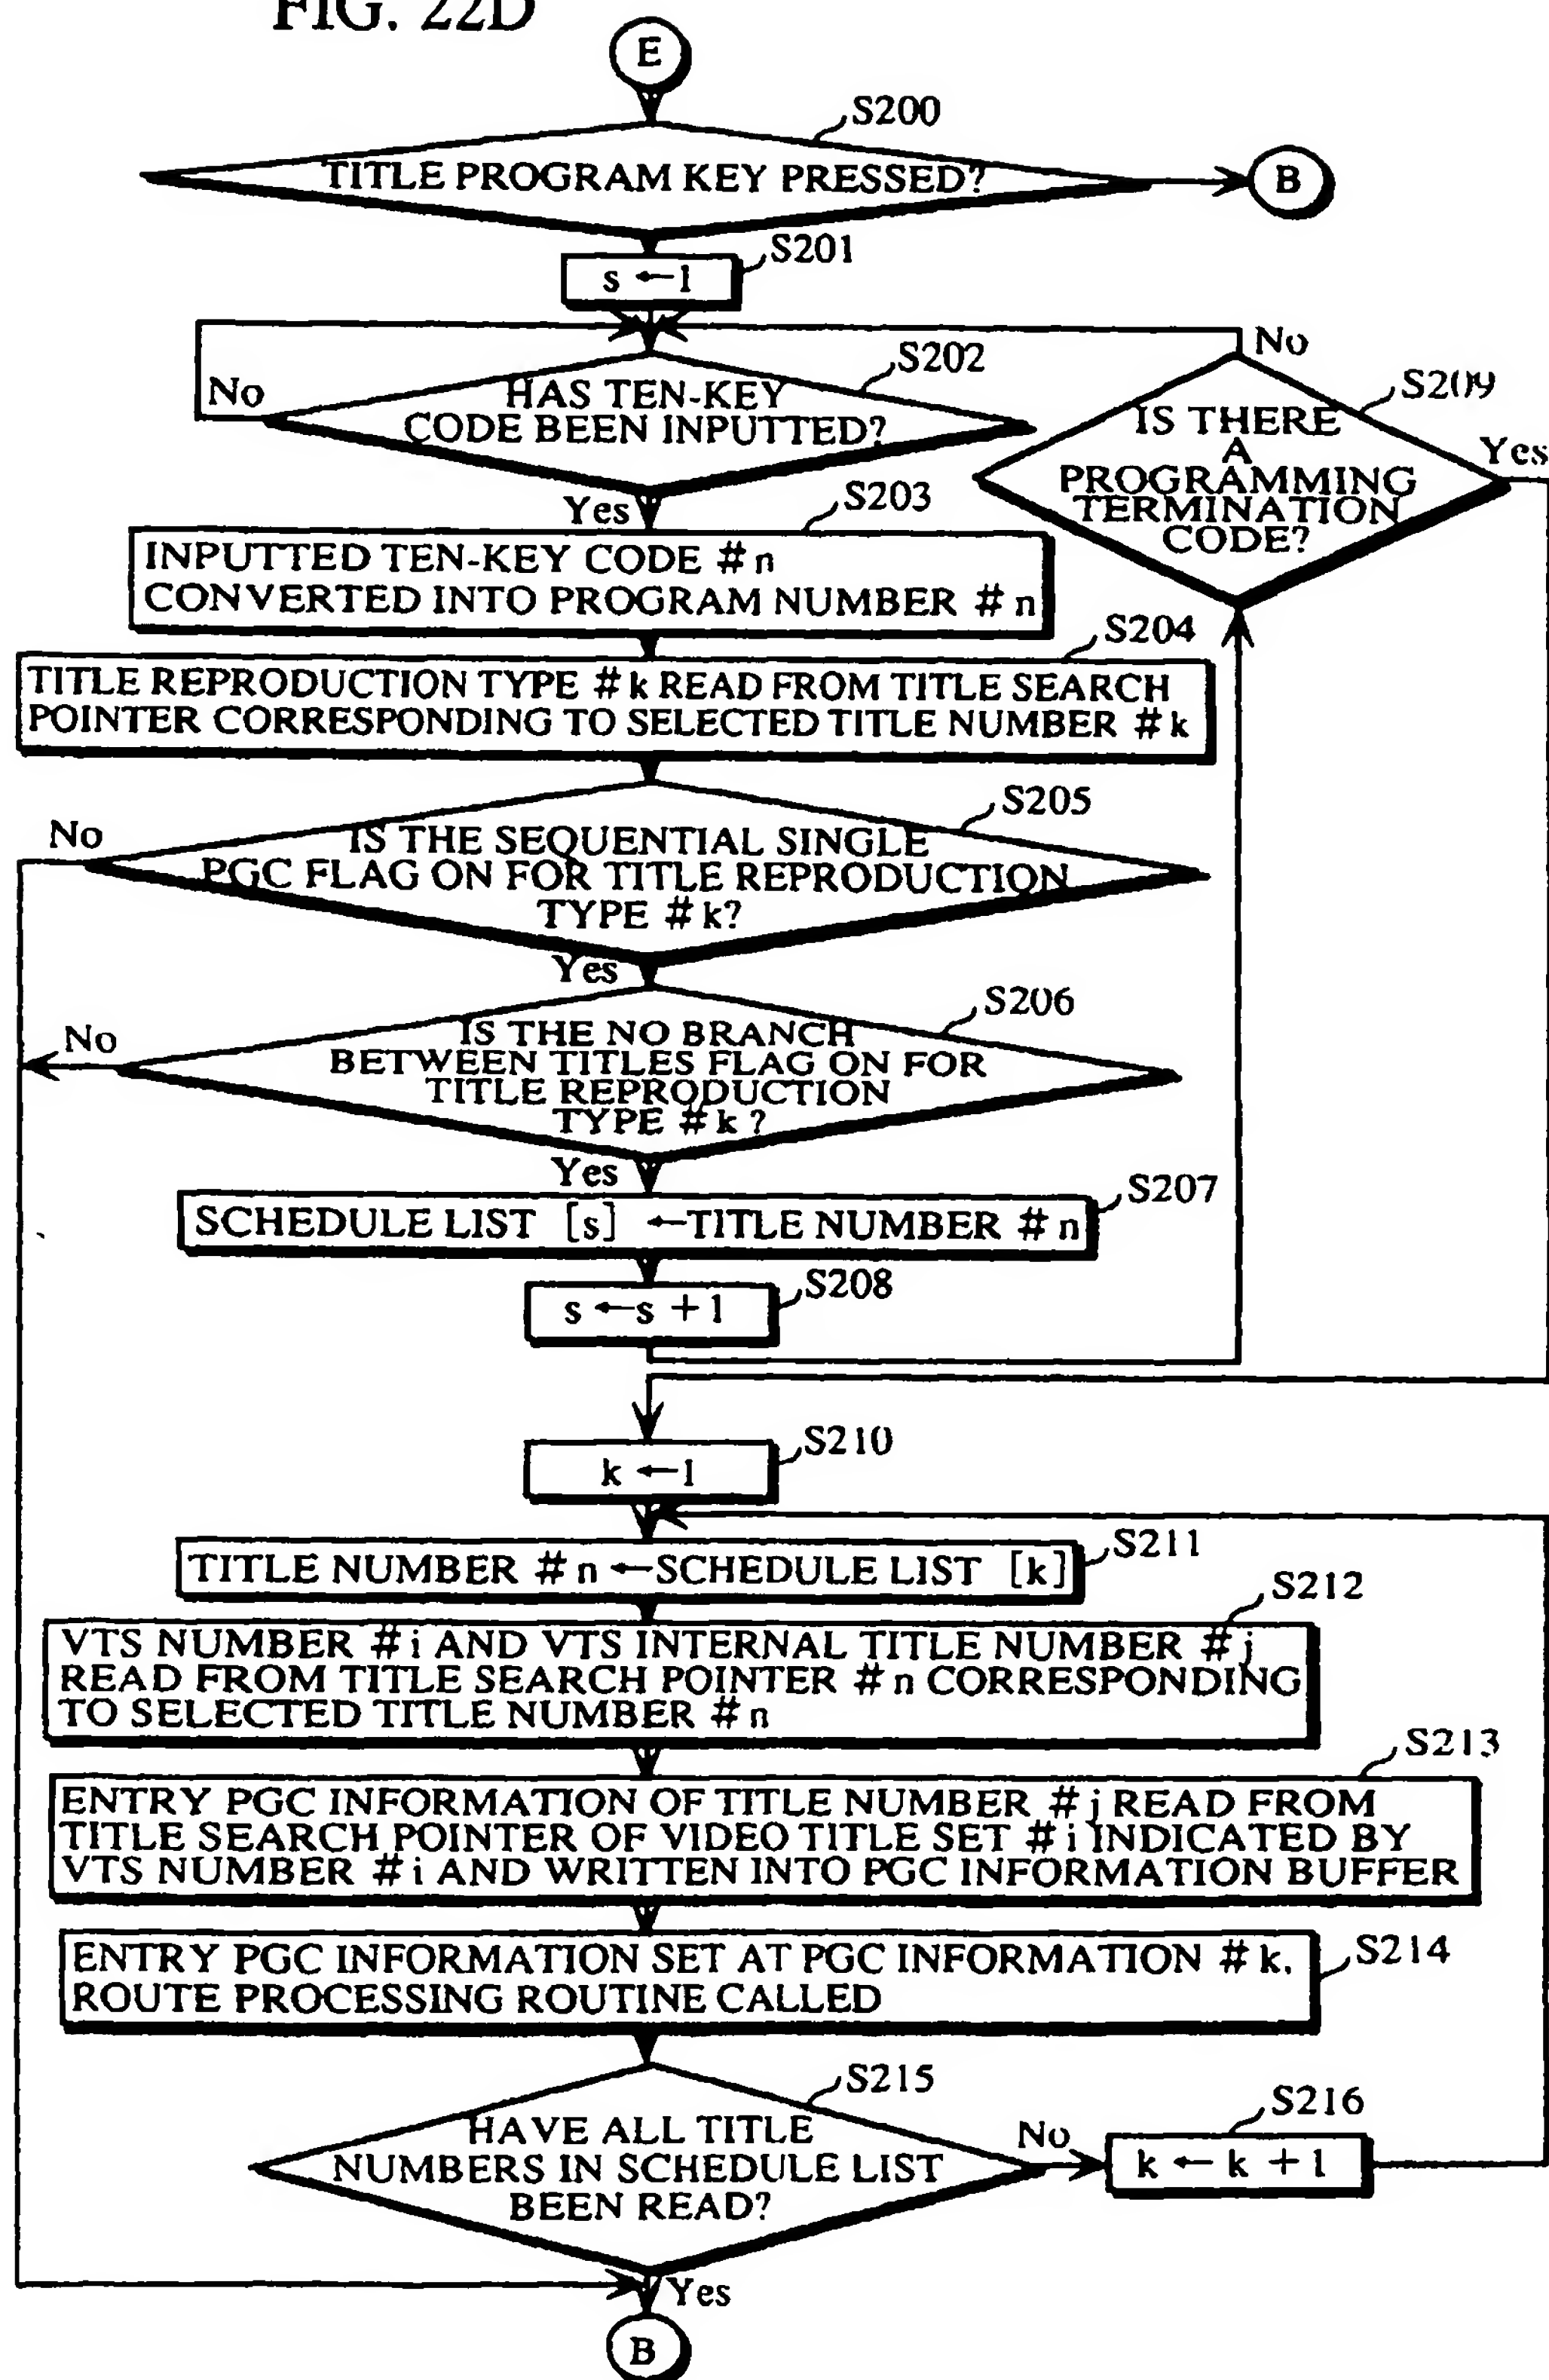 FIG. 22D
E
S200
TITLE PROGRAM KEY PRESSED?
B
S201
s ←1
No
S202
HAS TEN-KEY
CODE BEEN INPUTTED?
No
S209
IS THERE
A
PROGRAMMING
TERMINATION
CODE?
Yes
Yes
S203
INPUTTED TEN-KEY CODE #n
CONVERTED INTO PROGRAM NUMBER #n
S204
TITLE REPRODUCTION TYPE #k READ FROM TITLE SEARCH
POINTER CORRESPONDING TO SELECTED TITLE NUMBER #k
S205
No
IS THE SEQUENTIAL SINGLE
PGC FLAG ON FOR TITLE REPRODUCTION
TYPE #k?
Yes
S206
No
IS THE NO BRANCH
BETWEEN TITLES FLAG ON FOR
TITLE REPRODUCTION
TYPE #k ?
Yes
S207
SCHEDULE LIST [s] ←TITLE NUMBER #n
S208
s ←s +1
S210
k ←1
S211
TITLE NUMBER #n ←SCHEDULE LIST [k]
S212
VTS NUMBER #i AND VTS INTERNAL TITLE NUMBER #j
READ FROM TITLE SEARCH POINTER #n CORRESPONDING
TO SELECTED TITLE NUMBER #n
S213
ENTRY PGC INFORMATION OF TITLE NUMBER #j READ FROM
TITLE SEARCH POINTER OF VIDEO TITLE SET #i INDICATED BY
VTS NUMBER #i AND WRITTEN INTO PGC INFORMATION BUFFER
S214
ENTRY PGC INFORMATION SET AT PGC INFORMATION #k.
ROUTE PROCESSING ROUTINE CALLED
S215
HAVE ALL TITLE
NUMBERS IN SCHEDULE LIST
BEEN READ?
No
S216
k ← k +1
Yes
B